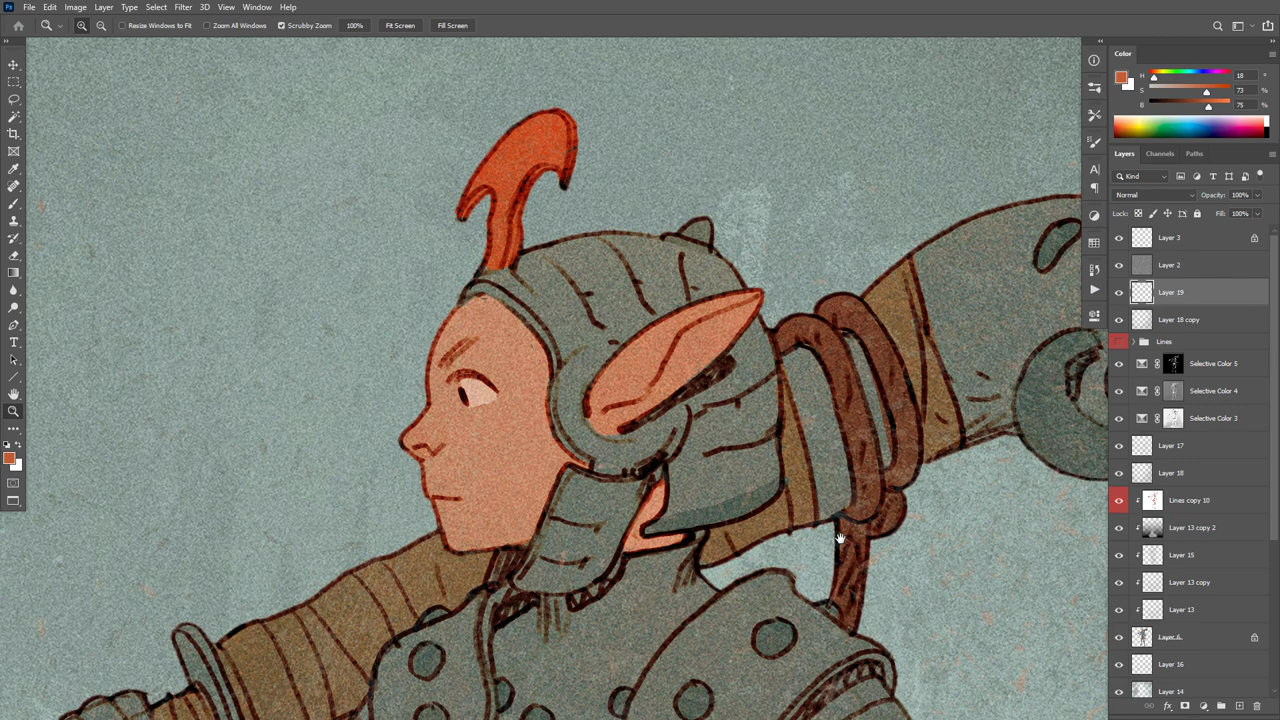 Ps File Edit Image Layer Type Select Filter 3D View Window Help
Resize Windows to Fit Zoom All Windows Scrubby Zoom 100% Fit Screen Fill Screen
Color
H 18 °
S 73 %
B 75 %
Layers Channels Paths
Kind
Normal Opacity: 100%
Lock: Fill: 100%
Layer 3
Layer 2
Layer 19
Layer 18 copy
Lines
Selective Color 5
Selective Color 4
Selective Color 3
Layer 17
Layer 18
Lines copy 10
Layer 13 copy 2
Layer 15
Layer 13 copy
Layer 13
Layer 6
Layer 16
Layer 14